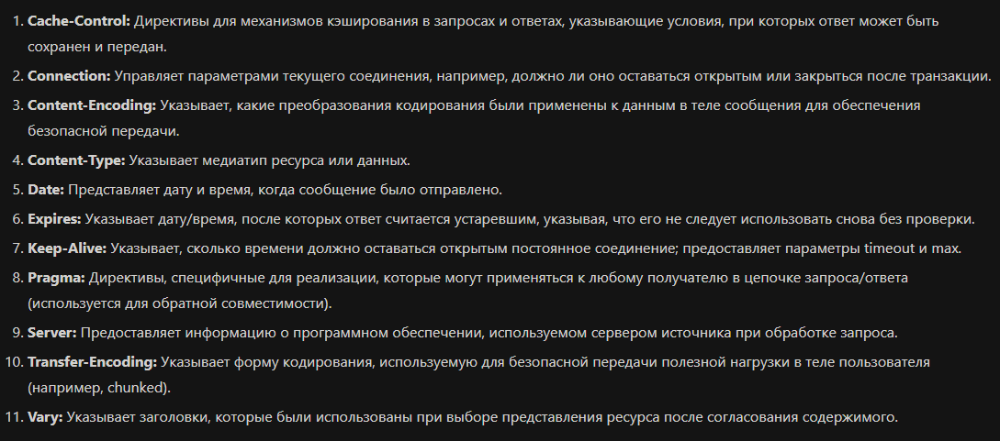 1. Cache-Control: Директивы для механизмов кэширования в запросах и ответах, указывающие условия, при которых ответ может быть
сохранен и передан.
2. Connection: Управляет параметрами текущего соединения, например, должно ли оно оставаться открытым или закрыться после транзакции.
3. Content-Encoding: Указывает, какие преобразования кодирования были применены к данным в теле сообщения для обеспечения
безопасной передачи.
4. Content-Type: Указывает медиатип ресурса или данных.
5. Date: Представляет дату и время, когда сообщение было отправлено.
6. Expires: Указывает дату/время, после которых ответ считается устаревшим, указывая, что его не следует использовать снова без проверки.
7. Keep-Alive: Указывает, сколько времени должно оставаться открытым постоянное соединение; предоставляет параметры timeout и max.
8. Pragma: Директивы, специфичные для реализации, которые могут применяться к любому получателю в цепочке запроса/ответа
(используется для обратной совместимости).
9. Server: Предоставляет информацию о программном обеспечении, используемом сервером источника при обработке запроса.
10. Transfer-Encoding: Указывает форму кодирования, используемую для безопасной передачи полезной нагрузки в теле пользователя
(например, chunked).
11. Vary: Указывает заголовки, которые были использованы при выборе представления ресурса после согласования содержимого.